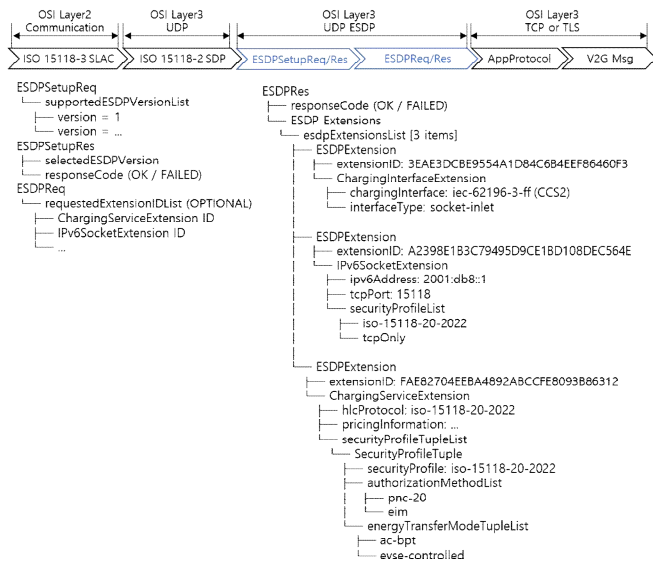 OSI Layer2
Communication
OSI Layer3
UDP
OSI Layer3
UDP ESDP
OSI Layer3
TCP or TLS
ISO 15118-3 SLAC
ISO 15118-2 SDP
ESDPSetupReq/Res
ESDPReq/Res
AppProtocol
V2G Msg
ESDPSetupReq
supportedESDPVersionList
version = 1
version = ...
ESDPSetupRes
selectedESDPVersion
responseCode (OK / FAILED)
ESDPReq
requestedExtensionIDList (OPTIONAL)
ChargingServiceExtension ID
IPv6SocketExtension ID
...
ESDPRes
responseCode (OK / FAILED)
ESDP Extensions
esdpExtensionsList [3 items]
ESDPExtension
extensionID: 3EAE3DCBE9554A1D84C6B4EEF86460F3
ChargingInterfaceExtension
chargingInterface: iec-62196-3-ff (CCS2)
interfaceType: socket-inlet
ESDPExtension
extensionID: A2398E1B3C79495D9CE1BD108DEC564E
IPv6SocketExtension
ipv6Address: 2001:db8::1
tcpPort: 15118
securityProfileList
iso-15118-20-2022
tcpOnly
ESDPExtension
extensionID: FAE82704EEBA4892ABCCFE8093B86312
ChargingServiceExtension
hlcProtocol: iso-15118-20-2022
pricingInformation: ...
securityProfileTupleList
SecurityProfileTuple
securityProfile: iso-15118-20-2022
authorizationMethodList
pnc-20
eim
energyTransferModeTupleList
ac-bpt
evse-controlled